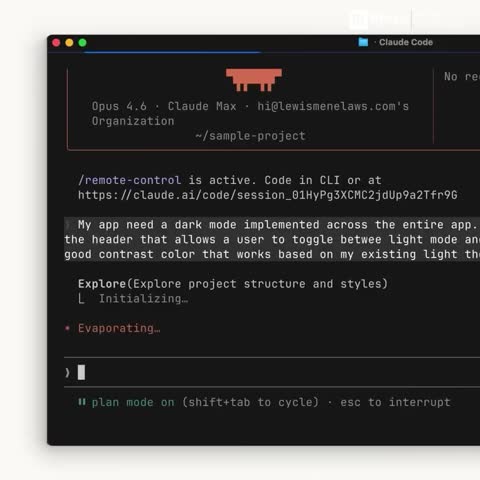 · Claude Code
No rec
Opus 4.6 · Claude Max · hi@lewismenelaws.com's
Organization
~/sample-project
/remote-control is active. Code in CLI or at
https://claude.ai/code/session_01HyPg3XCMC2jdUp9a2Tfr9G
❯ My app need a dark mode implemented across the entire app.
the header that allows a user to toggle betwee light mode an
good contrast color that works based on my existing light the
Explore(Explore project structure and styles)
Initializing…
* Evaporating…
❯
plan mode on (shift+tab to cycle) · esc to interrupt